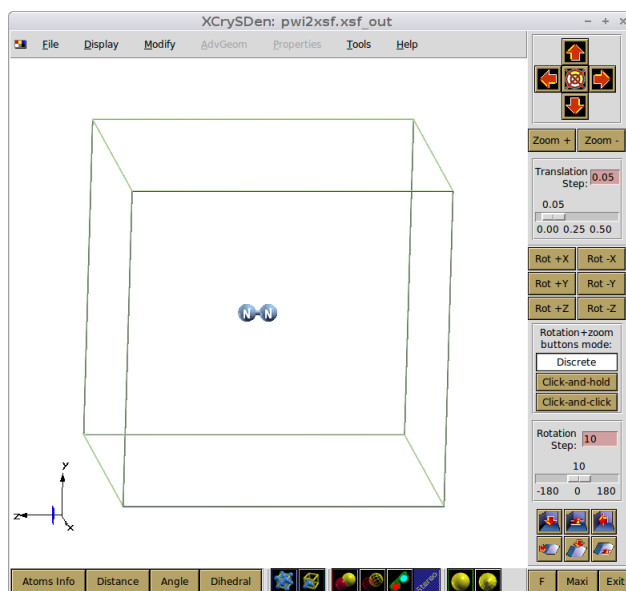 XCrySDen: pwi2xsf.xsf_out
File Display Modify AdvGeom Properties Tools Help
Zoom + Zoom -
Translation
Step: 0.05
0.05
0.00 0.25 0.50
Rot +X Rot -X
Rot +Y Rot -Y
Rot +Z Rot -Z
Rotation+zoom
buttons mode:
Discrete
Click-and-hold
Click-and-click
Rotation
Step: 10
10
-180 0 180
N N
Y
Z
X
Atoms Info Distance Angle Dihedral stereo F Maxi Exit